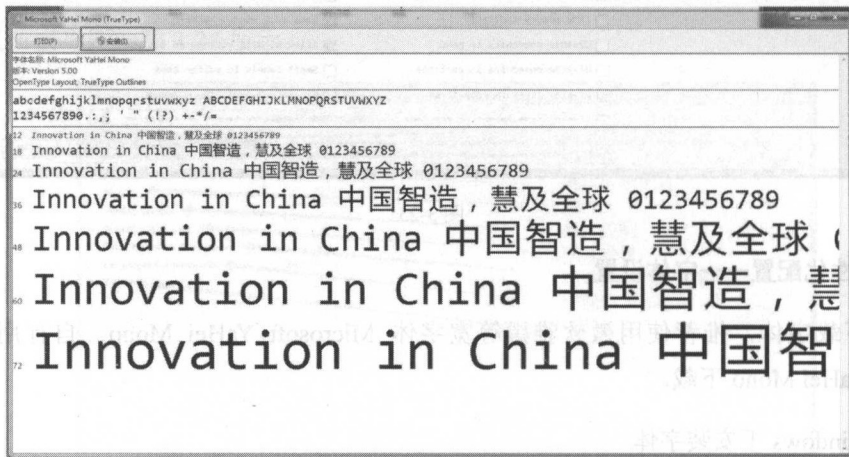 Microsoft YaHei Mono (TrueType)
打印(P) 安装(I)
字体名称: Microsoft YaHei Mono
版本: Version 5.00
OpenType Layout, TrueType Outlines
abcdefghijklmnopqrstuvwxyz ABCDEFGHIJKLMNOPQRSTUVWXYZ
1234567890.:,; ' " (!?) +-*/=
12 Innovation in China 中国智造，慧及全球 0123456789
18 Innovation in China 中国智造，慧及全球 0123456789
24 Innovation in China 中国智造，慧及全球 0123456789
36 Innovation in China 中国智造，慧及全球 0123456789
48 Innovation in China 中国智造，慧及全球
60 Innovation in China 中国智造，慧
72 Innovation in China 中国智